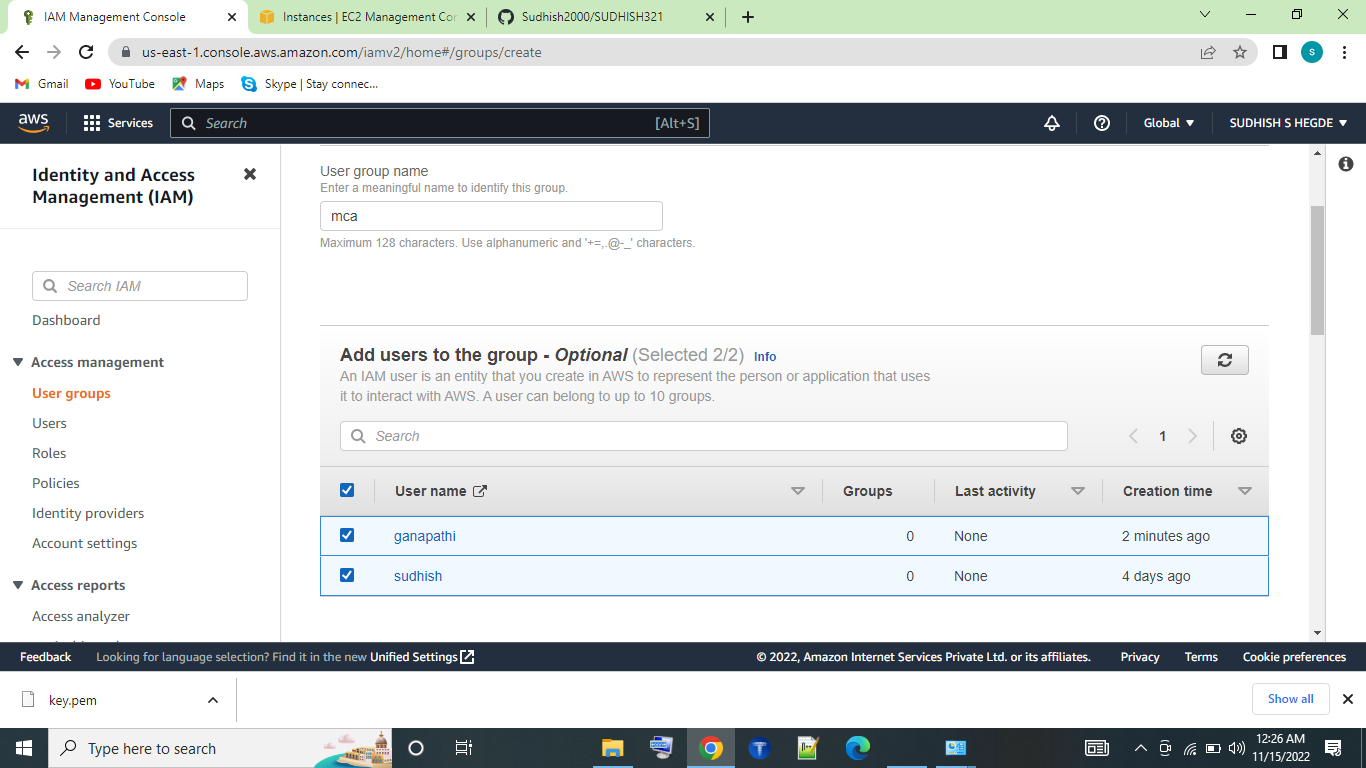 IAM Management Console
Instances | EC2 Management Cor
Sudhish2000/SUDHISH321
us-east-1.console.aws.amazon.com/iamv2/home#/groups/create
S
Gmail
YouTube
Maps
Skype | Stay connec...
aws
Services
Search
[Alt+S]
Global
SUDHISH S HEGDE
Identity and Access
Management (IAM)
Search IAM
Dashboard
Access management
User groups
Users
Roles
Policies
Identity providers
Account settings
Access reports
Access analyzer
User group name
Enter a meaningful name to identify this group.
mca
Maximum 128 characters. Use alphanumeric and '+=,.@-_' characters.
Add users to the group - Optional (Selected 2/2) Info
An IAM user is an entity that you create in AWS to represent the person or application that uses
it to interact with AWS. A user can belong to up to 10 groups.
Search
1
User name Groups Last activity Creation time
ganapathi 0 None 2 minutes ago
sudhish 0 None 4 days ago
Feedback
Looking for language selection? Find it in the new Unified Settings
© 2022, Amazon Internet Services Private Ltd. or its affiliates.
Privacy
Terms
Cookie preferences
key.pem
Show all
Type here to search
12:26 AM
11/15/2022